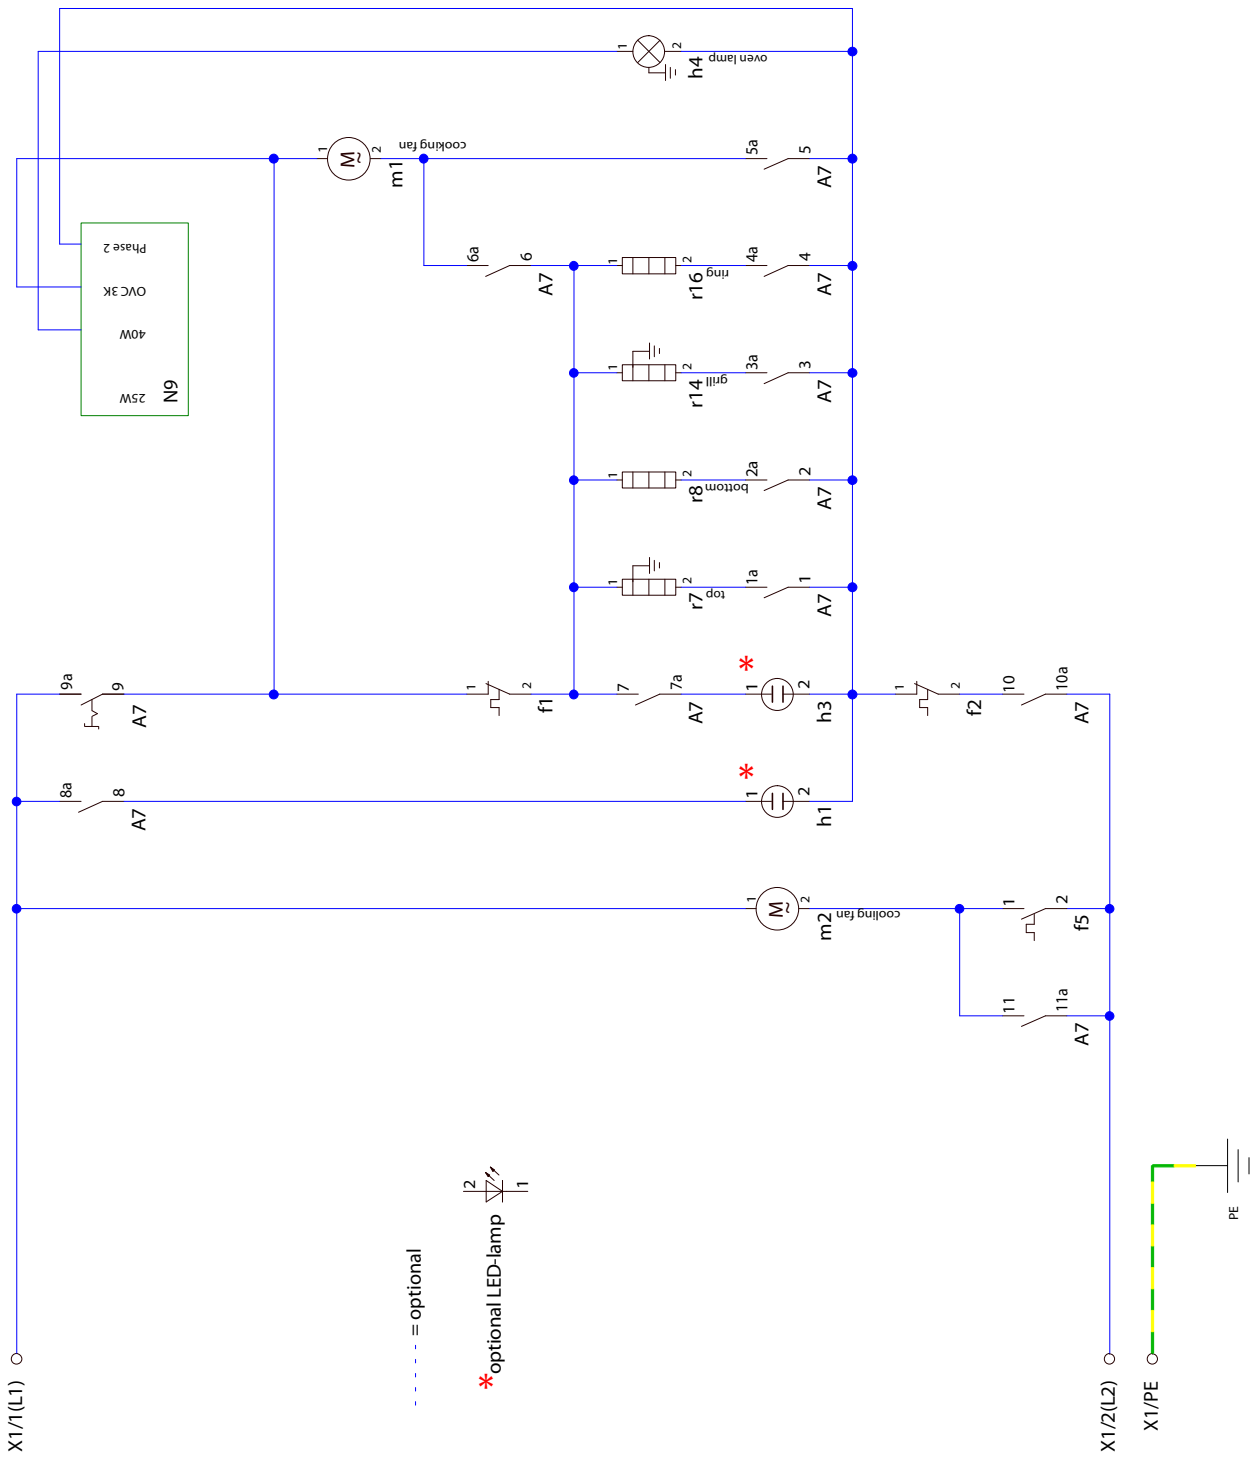 1
2
h4
oven lamp
1
M
~
2
m1
cooking fan
5a
5
A7
Phase 2
OVC 3K
40W
25W
N9
6a
6
A7
1
2
r16
ring
4a
4
A7
1
2
r14
grill
3a
3
A7
1
2
r8
bottom
2a
2
A7
1
2
r7
top
1a
1
A7
9a
9
A7
1
2
f1
7
7a
A7
*
1
2
h3
1
2
f2
10
10a
A7
8a
8
A7
*
1
2
h1
1
M
~
2
m2
cooling fan
1
2
f5
11
11a
A7
- - - - - = optional
2
1
*optional LED-lamp
PE
X1/1(L1)
X1/2(L2)
X1/PE